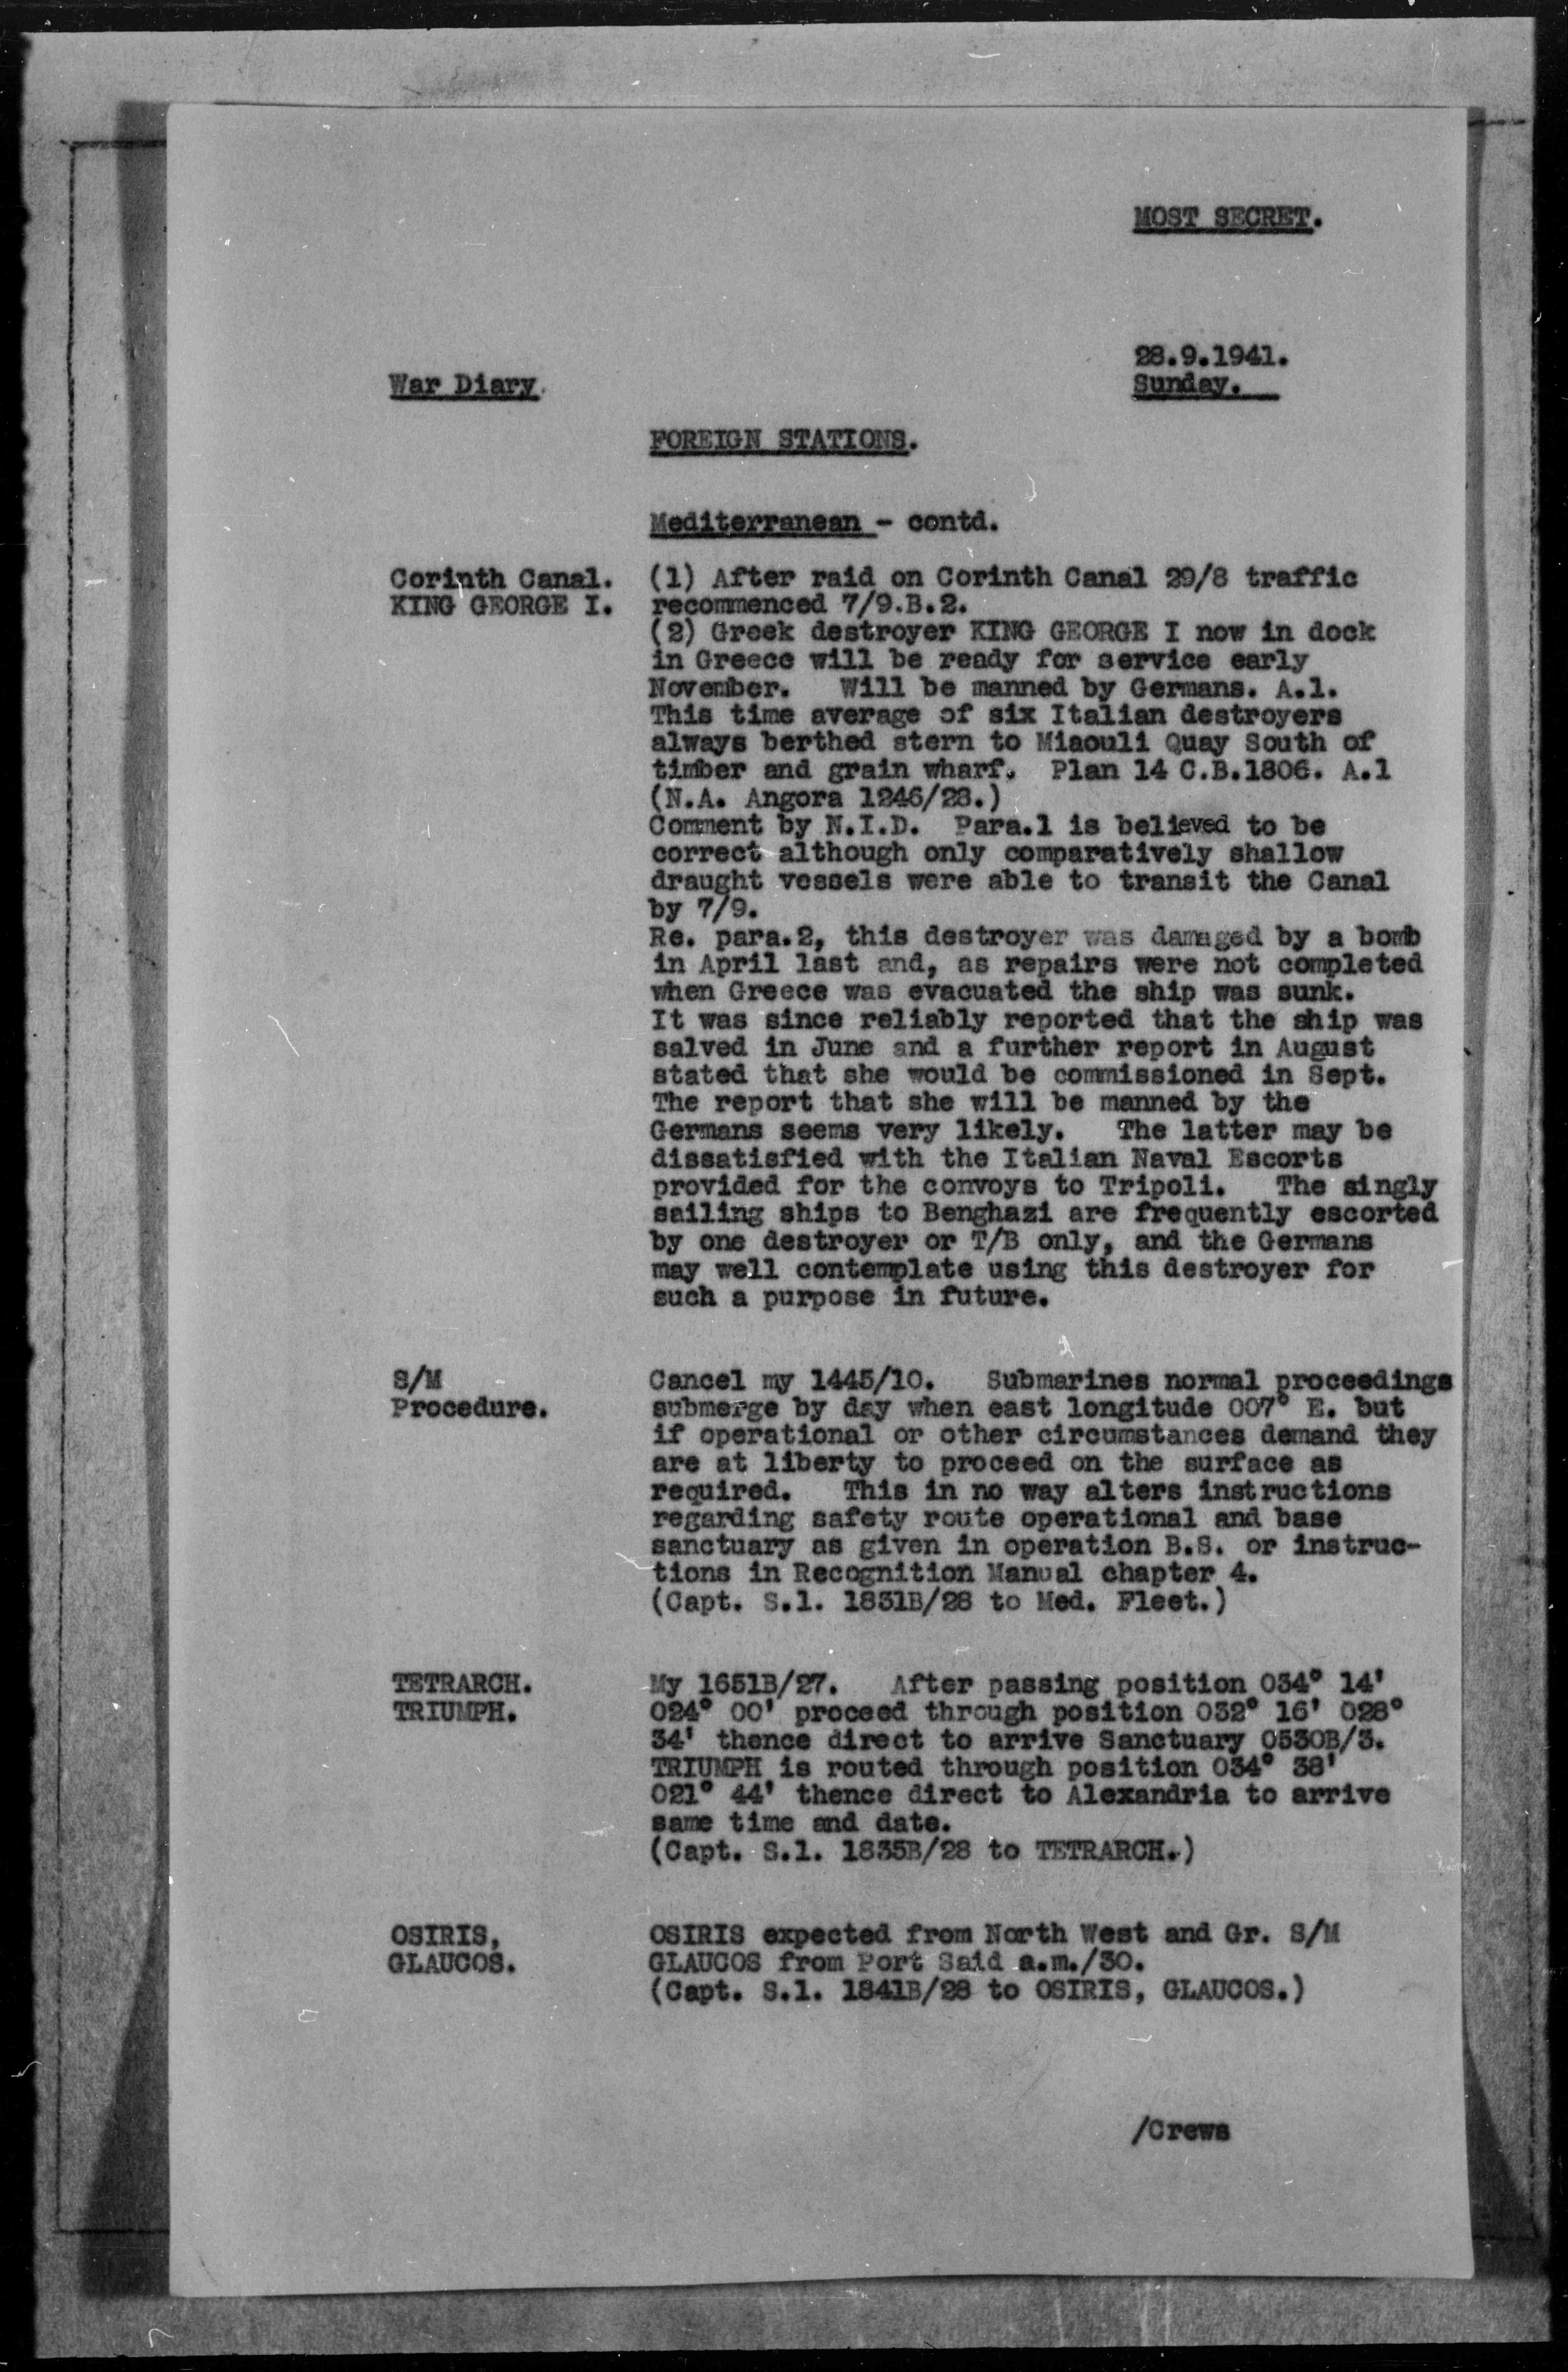 MOST SECRET.
28.9.1941.
War Diary.
Sunday.
FOREIGN STATIONS.
Mediterranean - contd.
Corinth Canal.
KING GEORGE I.
(1) After raid on Corinth Canal 29/8 traffic
recommenced 7/9.B.2.
(2) Greek destroyer KING GEORGE I now in dock
in Greece will be ready for service early
November. Will be manned by Germans. A.1.
This time average of six Italian destroyers
always berthed stern to Miaouli Quay South of
timber and grain wharf. Plan 14 C.B.1806. A.1
(N.A. Angora 1246/28.)
Comment by N.I.D. Para.1 is believed to be
correct although only comparatively shallow
draught vessels were able to transit the Canal
by 7/9.
Re. para.2, this destroyer was damaged by a bomb
in April last and, as repairs were not completed
when Greece was evacuated the ship was sunk.
It was since reliably reported that the ship was
salved in June and a further report in August
stated that she would be commissioned in Sept.
The report that she will be manned by the
Germans seems very likely. The latter may be
dissatisfied with the Italian Naval Escorts
provided for the convoys to Tripoli. The singly
sailing ships to Benghazi are frequently escorted
by one destroyer or T/B only, and the Germans
may well contemplate using this destroyer for
such a purpose in future.
S/M
Procedure.
Cancel my 1445/10. Submarines normal proceedings
submerge by day when east longitude 007° E. but
if operational or other circumstances demand they
are at liberty to proceed on the surface as
required. This in no way alters instructions
regarding safety route operational and base
sanctuary as given in operation B.S. or instruc-
tions in Recognition Manual chapter 4.
(Capt. S.1. 1831B/28 to Med. Fleet.)
TETRARCH.
TRIUMPH.
My 1651B/27. After passing position 034° 14'
024° 00' proceed through position 032° 16' 028°
34' thence direct to arrive Sanctuary 0530B/3.
TRIUMPH is routed through position 034° 38'
021° 44' thence direct to Alexandria to arrive
same time and date.
(Capt. S.1. 1835B/28 to TETRARCH.)
OSIRIS,
GLAUCOS.
OSIRIS expected from North West and Gr. S/M
GLAUCOS from Port Said a.m./30.
(Capt. S.1. 1841B/28 to OSIRIS, GLAUCOS.)
/Crews